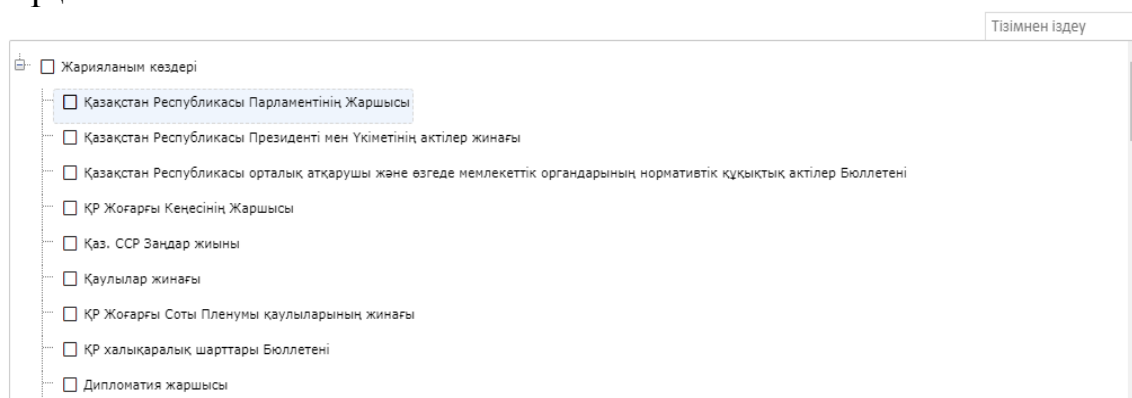 Тізімнен іздеу
Жарияланым көздері
Қазақстан Республикасы Парламентінің Жаршысы
Қазақстан Республикасы Президенті мен Үкіметінің актілер жинағы
Қазақстан Республикасы орталық атқарушы және өзгеде мемлекеттік органдарының нормативтік құқықтық актілер Бюллетені
ҚР Жоғарғы Кеңесінің Жаршысы
Қаз. ССР Заңдар жиыны
Қаулылар жинағы
ҚР Жоғарғы Соты Пленумы қаулыларының жинағы
ҚР халықаралық шарттары Бюллетені
Дипломатия жаршысы